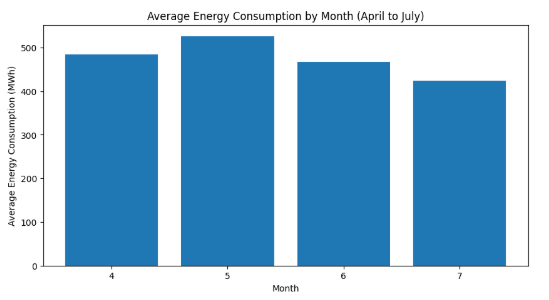 Average Energy Consumption by Month (April to July)
Average Energy Consumption (MWh)
500
400
300
200
100
0
4 5 6 7
Month